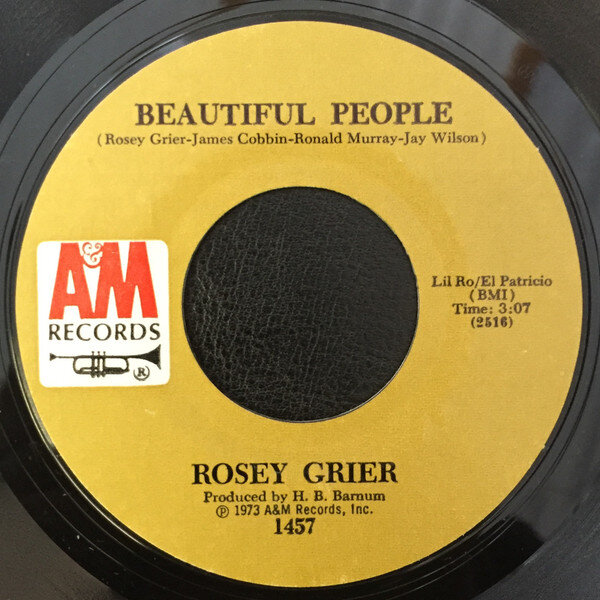 BEAUTIFUL PEOPLE
(Rosey Grier-James Cobbin-Ronald Murray-Jay Wilson)
A&M
RECORDS
®
Lil Ro/El Patricio
(BMI)
Time: 3:07
(2516)
ROSEY GRIER
Produced by H. B. Barnum
℗ 1973 A&M Records, Inc.
1457